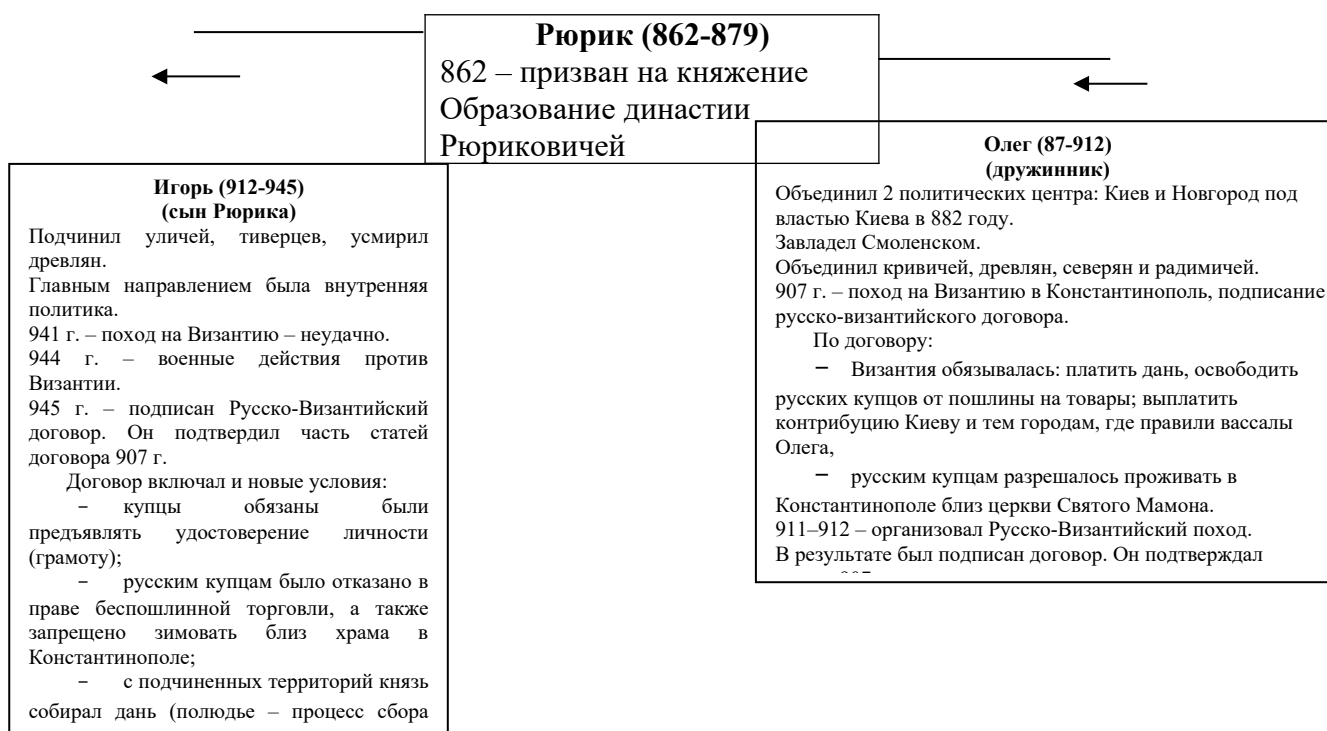 Рюрик (862-879)
862 – призван на княжение
Образование династии
Рюриковичей
Игорь (912-945)
(сын Рюрика)
Подчинил уличей, тиверцев, усмирил
древлян.
Главным направлением была внутренняя
политика.
941 г. – поход на Византию – неудачно.
944 г. – военные действия против
Византии.
945 г. – подписан Русско-Византийский
договор. Он подтвердил часть статей
договора 907 г.
Договор включал и новые условия:
− купцы обязаны были
предъявлять удостоверение личности
(грамоту);
− русским купцам было отказано в
праве беспошлинной торговли, а также
запрещено зимовать близ храма в
Константинополе;
− с подчиненных территорий князь
собирал дань (полюдье – процесс сбора
Олег (87-912)
(дружинник)
Объединил 2 политических центра: Киев и Новгород под
властью Киева в 882 году.
Завладел Смоленском.
Объединил кривичей, древлян, северян и радимичей.
907 г. – поход на Византию в Константинополь, подписание
русско-византийского договора.
По договору:
− Византия обязывалась: платить дань, освободить
русских купцов от пошлины на товары; выплатить
контрибуцию Киеву и тем городам, где правили вассалы
Олега,
− русским купцам разрешалось проживать в
Константинополе близ церкви Святого Мамона.
911–912 – организовал Русско-Византийский поход.
В результате был подписан договор. Он подтверждал